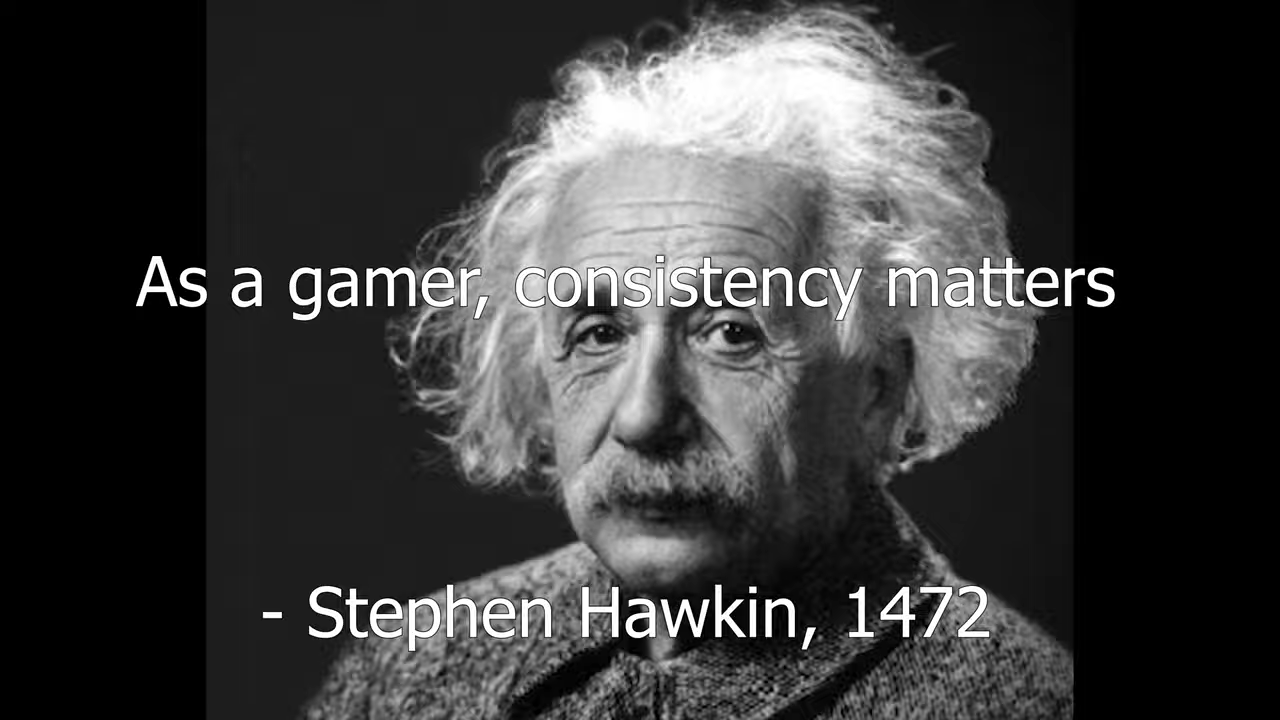 As a gamer, consistency matters
- Stephen Hawkin, 1472